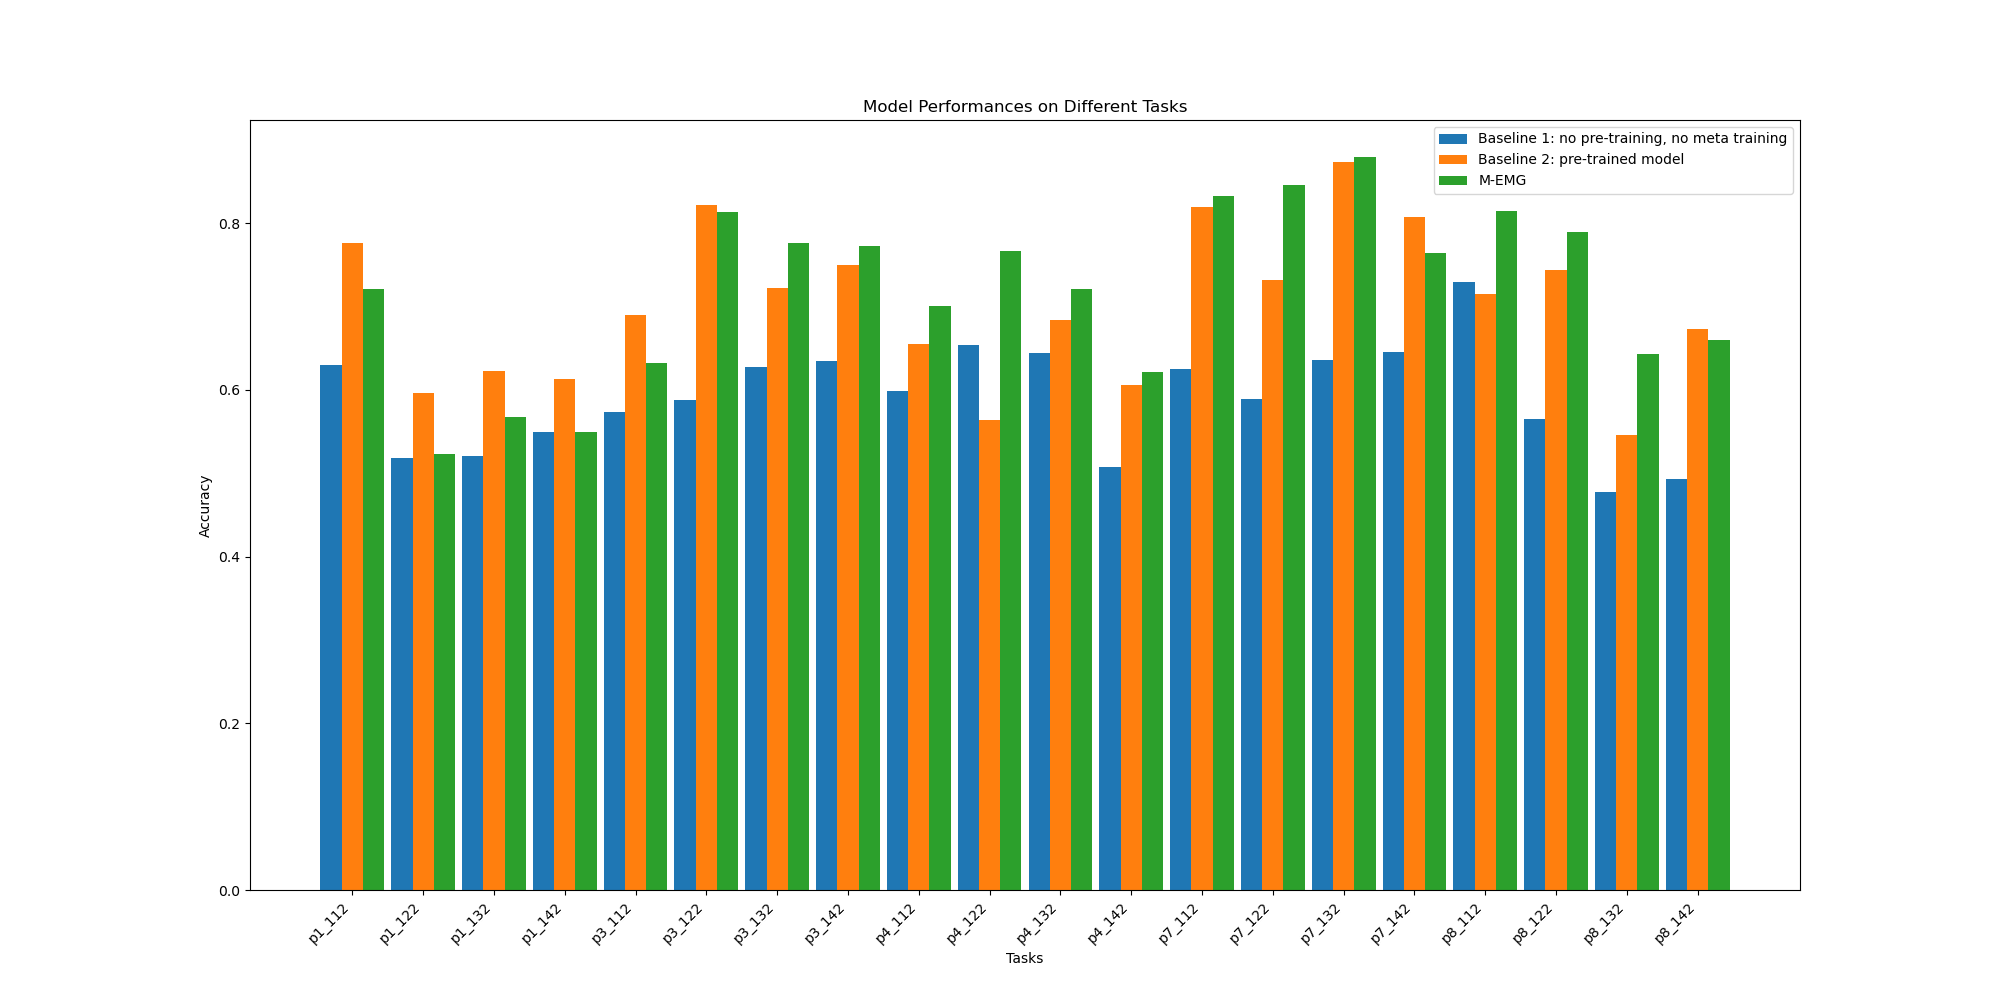 Model Performances on Different Tasks
Baseline 1: no pre-training, no meta training
Baseline 2: pre-trained model
M-EMG
Accuracy
0.8
0.6
0.4
0.2
0.0
p1_112
p1_122
p1_132
p1_142
p3_112
p3_122
p3_132
p3_142
p4_112
p4_122
p4_132
p4_142
p7_112
p7_122
p7_132
p7_142
p8_112
p8_122
p8_132
p8_142
Tasks